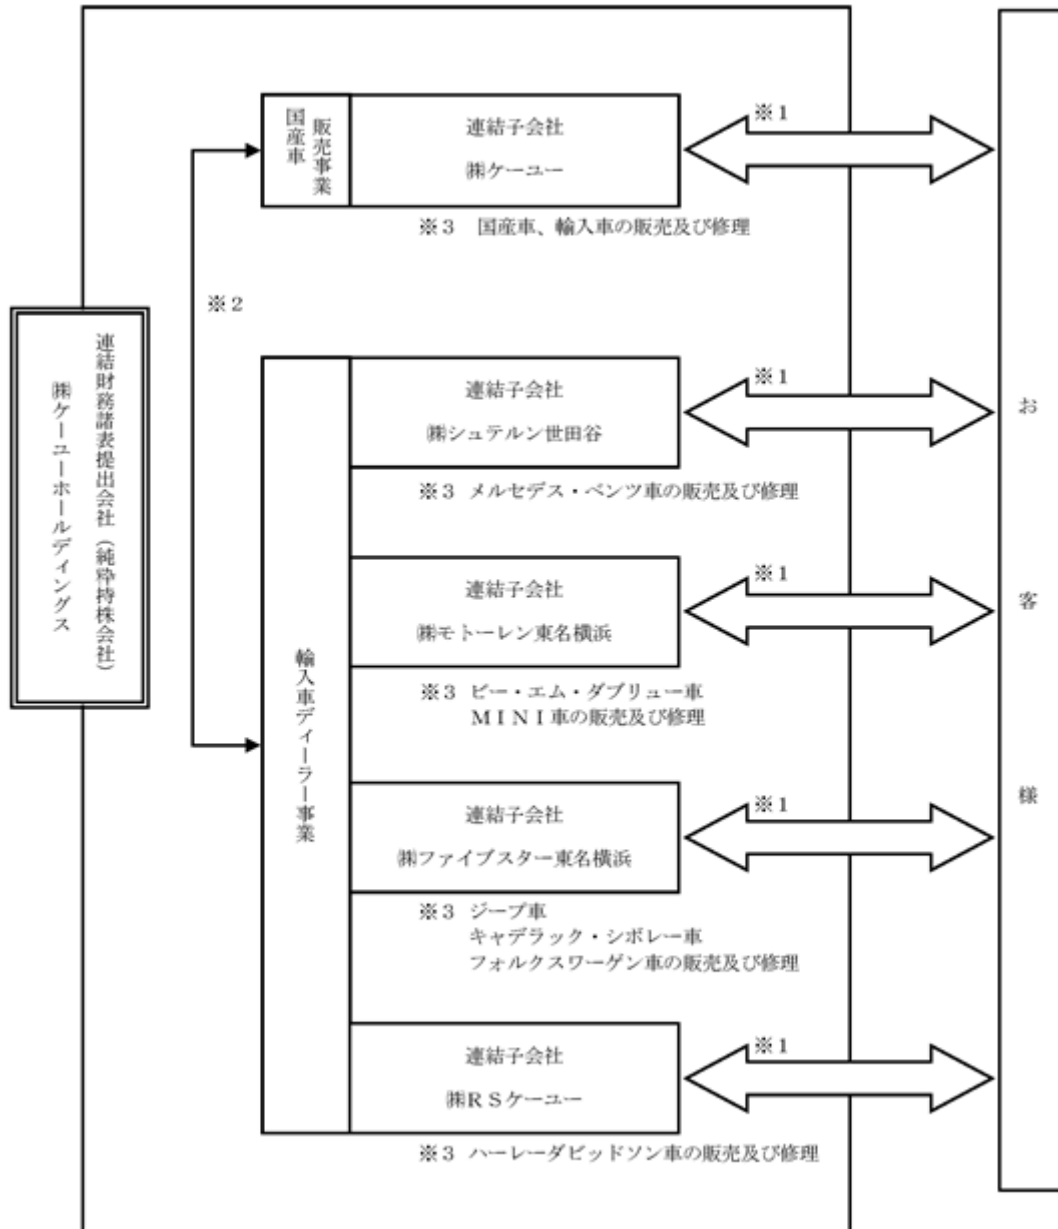 連結財務諸表提出会社（純粋持株会社）
㈱ケーユーホールディングス
販売事業
国産車
連結子会社
㈱ケーユー
※1
※3 国産車、輸入車の販売及び修理
※2
輸入車ディーラー事業
連結子会社
㈱シュテルン世田谷
※1
※3 メルセデス・ベンツ車の販売及び修理
連結子会社
㈱モトーレン東名横浜
※1
※3 ビー・エム・ダブリュー車
ＭＩＮＩ車の販売及び修理
連結子会社
㈱ファイブスター東名横浜
※1
※3 ジープ車
キャデラック・シボレー車
フォルクスワーゲン車の販売及び修理
連結子会社
㈱ＲＳケーユー
※1
※3 ハーレーダビッドソン車の販売及び修理
お客様